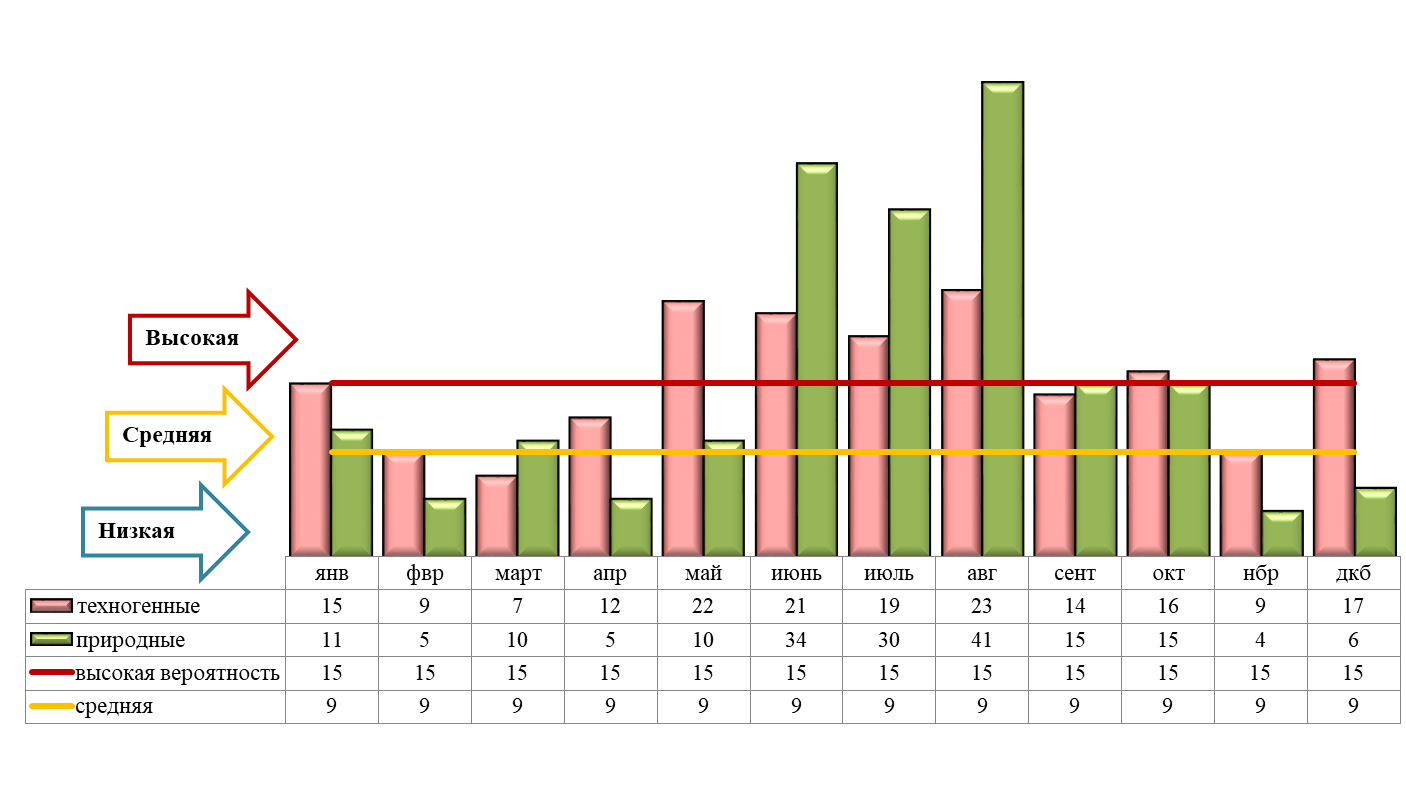 Высокая
Средняя
Низкая
янв фвр март апр май июнь июль авг сент окт нбр дкб
техногенные 15 9 7 12 22 21 19 23 14 16 9 17
природные 11 5 10 5 10 34 30 41 15 15 4 6
высокая вероятность 15 15 15 15 15 15 15 15 15 15 15 15
средняя 9 9 9 9 9 9 9 9 9 9 9 9